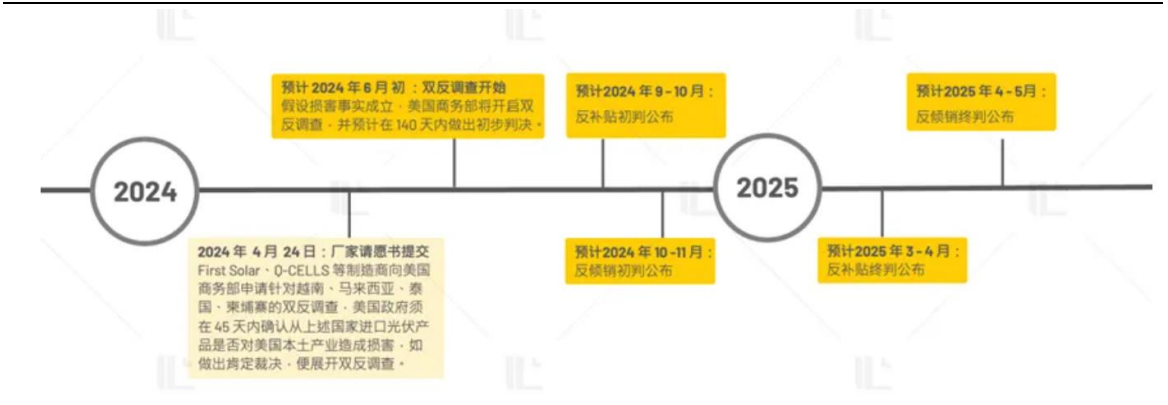 预计 2024 年 6 月 初 ：双反调查开始
假设损害事实成立，美国商务部将开启双
反调查，并预计在 140 天内做出初步判决。
预计2024 年 9 - 10 月：
反补贴初判公布
预计2025 年 4 - 5月：
反倾销终判公布
2024
2025
2024 年 4 月 24 日：厂家请愿书提交
First Solar、Q-CELLS 等制造商向美国
商务部申请针对越南、马来西亚、泰
国、柬埔寨的双反调查，美国政府须
在 45 天内确认从上述国家进口光伏产
品是否对美国本土产业造成损害，如
做出肯定裁决，便展开双反调查。
预计2024 年 10 -11 月：
反倾销初判公布
预计2025 年 3 - 4 月：
反补贴终判公布